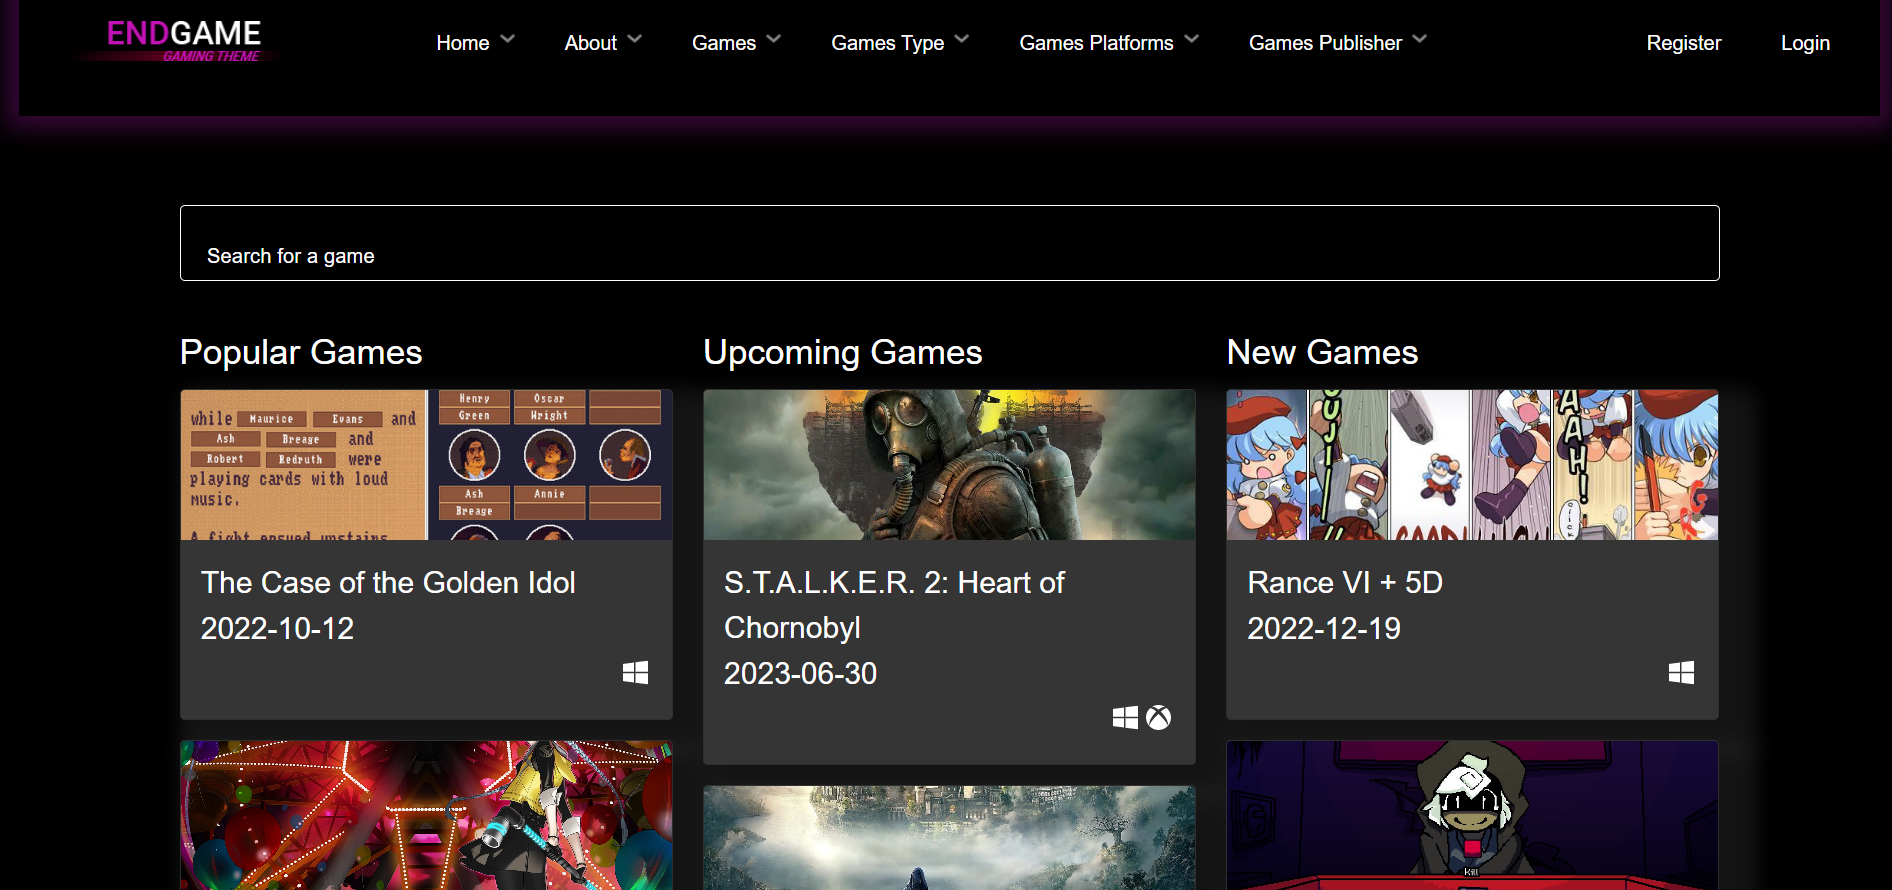 ENDGAME
GAMING THEME
Home
About
Games
Games Type
Games Platforms
Games Publisher
Register
Login
Search for a game
Popular Games
Upcoming Games
New Games
while Maurice Evans and
Ash Breage and
Robert Redruth were
playing cards with loud
music.
A fight ensued upstairs
Henry
Green
Oscar
Wright
Ash
Breage
Annie
AAH!
click
The Case of the Golden Idol
2022-10-12
S.T.A.L.K.E.R. 2: Heart of
Chornobyl
2023-06-30
Rance VI + 5D
2022-12-19
Kill